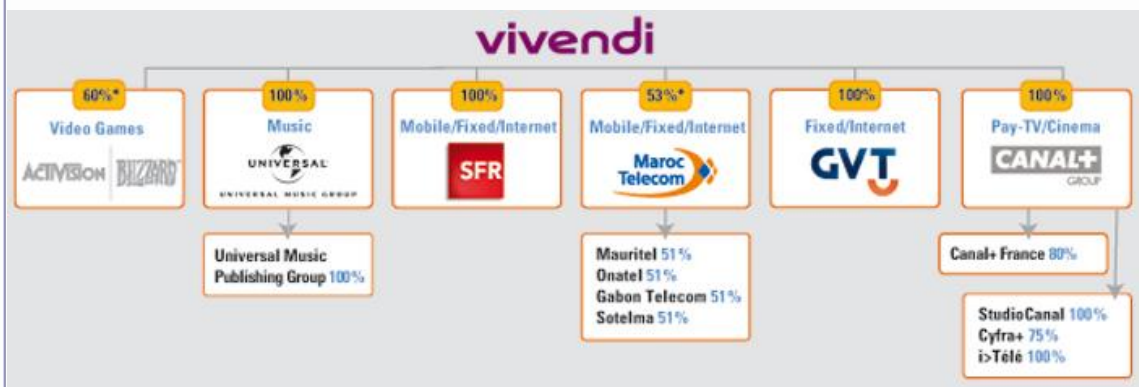 vivendi
60%*
Video Games
ACTIVISION BLIZZARD
100%
Music
UNIVERSAL
UNIVERSAL MUSIC GROUP
Universal Music
Publishing Group 100%
100%
Mobile/Fixed/Internet
SFR
53%*
Mobile/Fixed/Internet
Maroc
Telecom
Mauritel 51%
Onatel 51%
Gabon Telecom 51%
Sotelma 51%
100%
Fixed/Internet
GVT
100%
Pay-TV/Cinema
CANAL+
GROUP
Canal+ France 80%
StudioCanal 100%
Cyfra+ 75%
i>Télé 100%